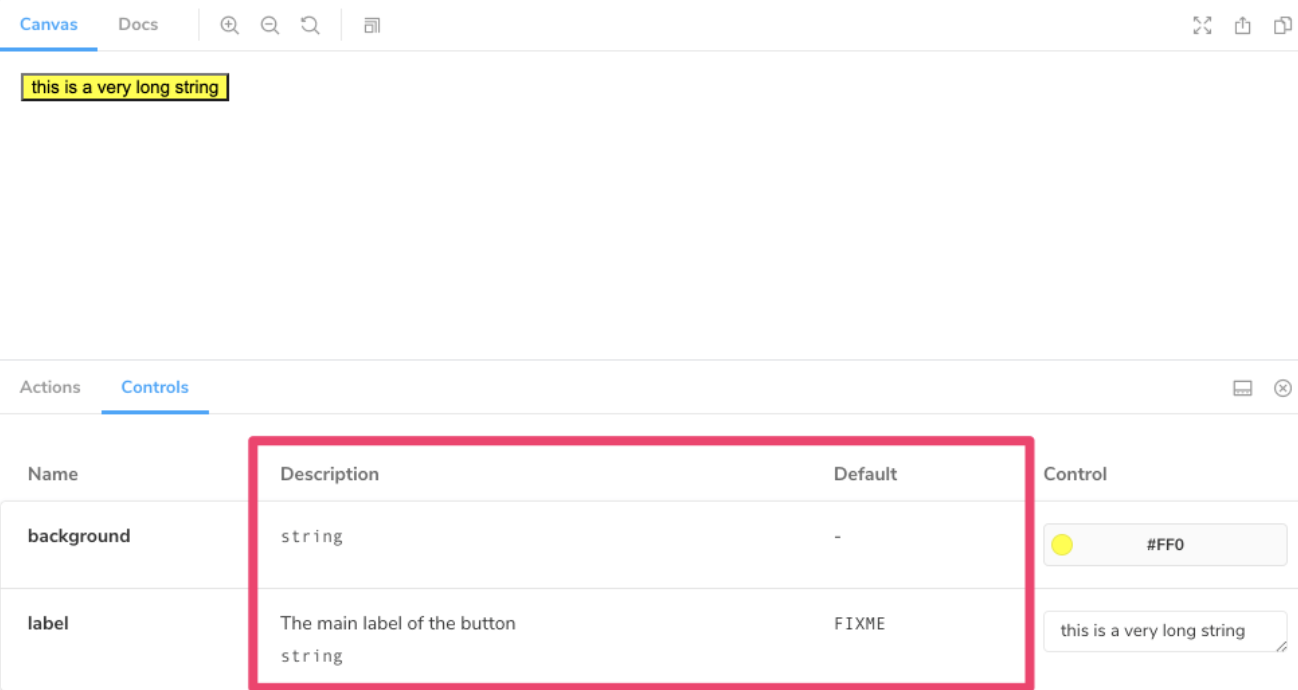 Canvas Docs
this is a very long string
Actions Controls
Name Description Default Control
background string - #FF0
label The main label of the button FIXME this is a very long string
string